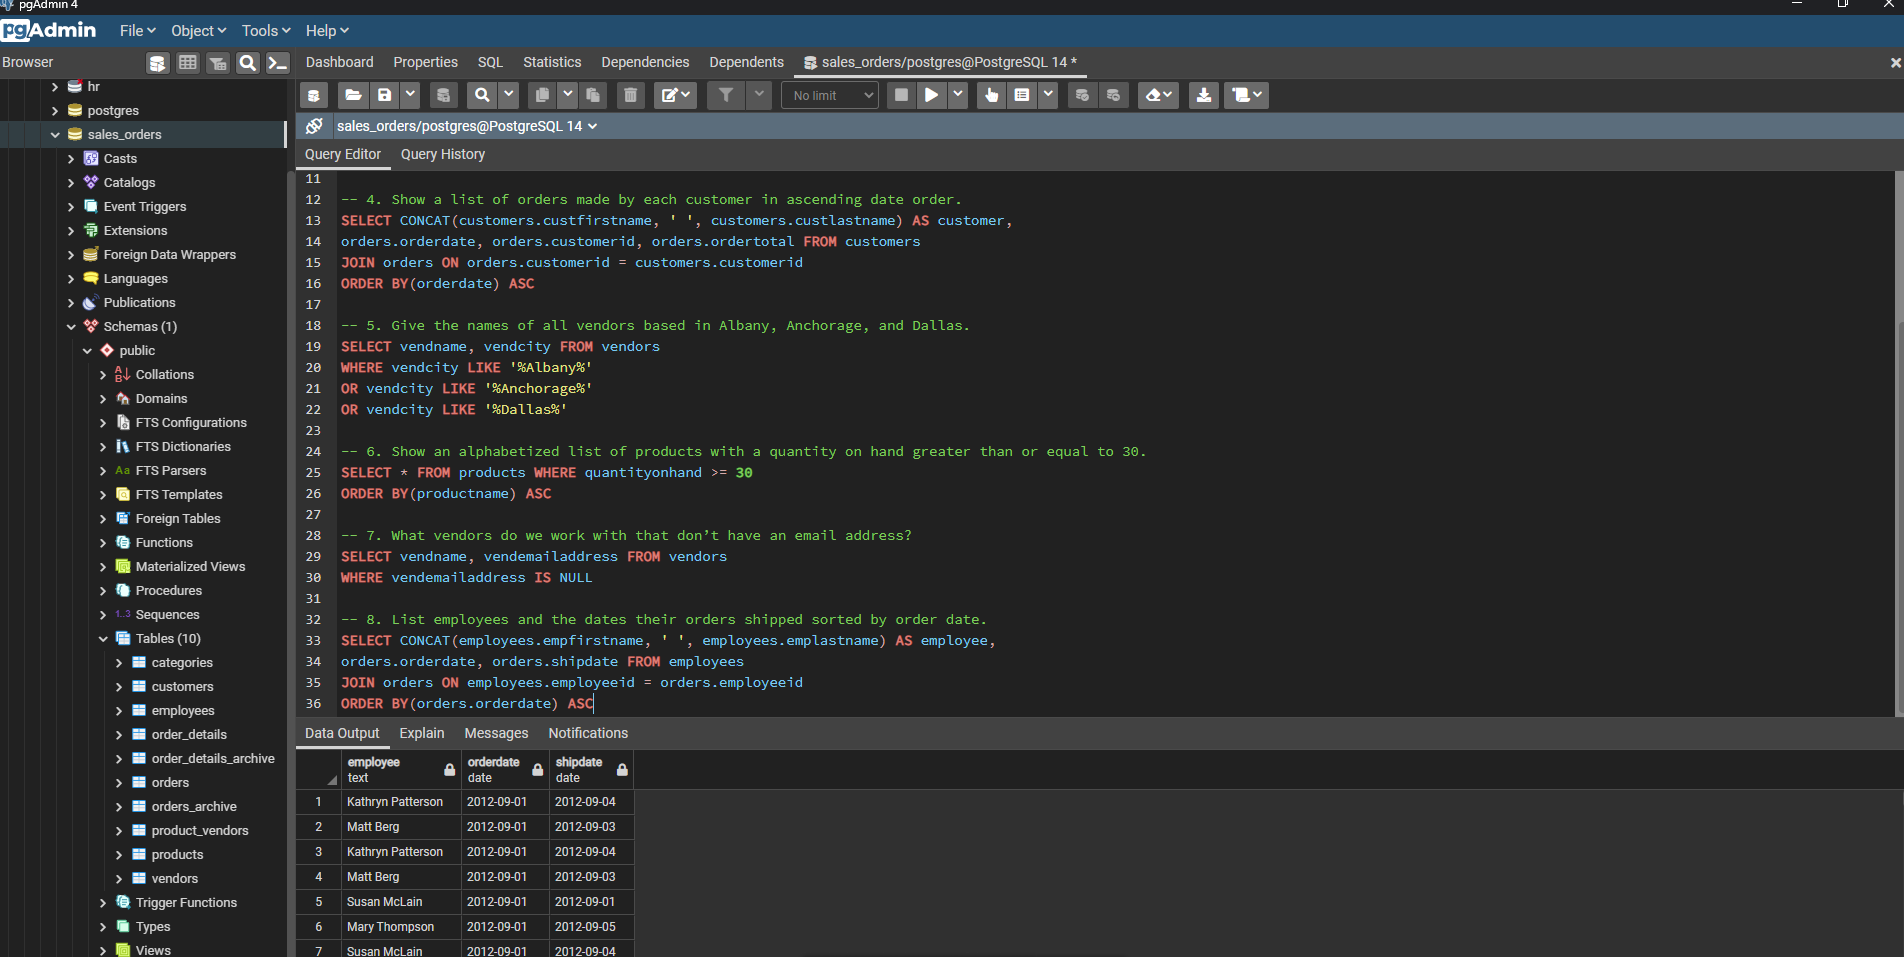 pgAdmin 4
pgAdmin File Object Tools Help
Browser
Dashboard Properties SQL Statistics Dependencies Dependents sales_orders/postgres@PostgreSQL 14 *
No limit
sales_orders/postgres@PostgreSQL 14
Query Editor Query History
hr
postgres
sales_orders
Casts
Catalogs
Event Triggers
Extensions
Foreign Data Wrappers
Languages
Publications
Schemas (1)
public
Collations
Domains
FTS Configurations
FTS Dictionaries
Aa FTS Parsers
FTS Templates
Foreign Tables
Functions
Materialized Views
Procedures
1..3 Sequences
Tables (10)
categories
customers
employees
order_details
order_details_archive
orders
orders_archive
product_vendors
products
vendors
Trigger Functions
Types
Views
11
12 -- 4. Show a list of orders made by each customer in ascending date order.
13 SELECT CONCAT(customers.custfirstname, ' ', customers.custlastname) AS customer,
14 orders.orderdate, orders.customerid, orders.ordertotal FROM customers
15 JOIN orders ON orders.customerid = customers.customerid
16 ORDER BY(orderdate) ASC
17
18 -- 5. Give the names of all vendors based in Albany, Anchorage, and Dallas.
19 SELECT vendname, vendcity FROM vendors
20 WHERE vendcity LIKE '%Albany%'
21 OR vendcity LIKE '%Anchorage%'
22 OR vendcity LIKE '%Dallas%'
23
24 -- 6. Show an alphabetized list of products with a quantity on hand greater than or equal to 30.
25 SELECT * FROM products WHERE quantityonhand >= 30
26 ORDER BY(productname) ASC
27
28 -- 7. What vendors do we work with that don’t have an email address?
29 SELECT vendname, vendemailaddress FROM vendors
30 WHERE vendemailaddress IS NULL
31
32 -- 8. List employees and the dates their orders shipped sorted by order date.
33 SELECT CONCAT(employees.empfirstname, ' ', employees.emplastname) AS employee,
34 orders.orderdate, orders.shipdate FROM employees
35 JOIN orders ON employees.employeeid = orders.employeeid
36 ORDER BY(orders.orderdate) ASC
Data Output Explain Messages Notifications
employee orderdate shipdate
text date date
1 Kathryn Patterson 2012-09-01 2012-09-04
2 Matt Berg 2012-09-01 2012-09-03
3 Kathryn Patterson 2012-09-01 2012-09-04
4 Matt Berg 2012-09-01 2012-09-03
5 Susan McLain 2012-09-01 2012-09-01
6 Mary Thompson 2012-09-01 2012-09-05
7 Susan McLain 2012-09-01 2012-09-04